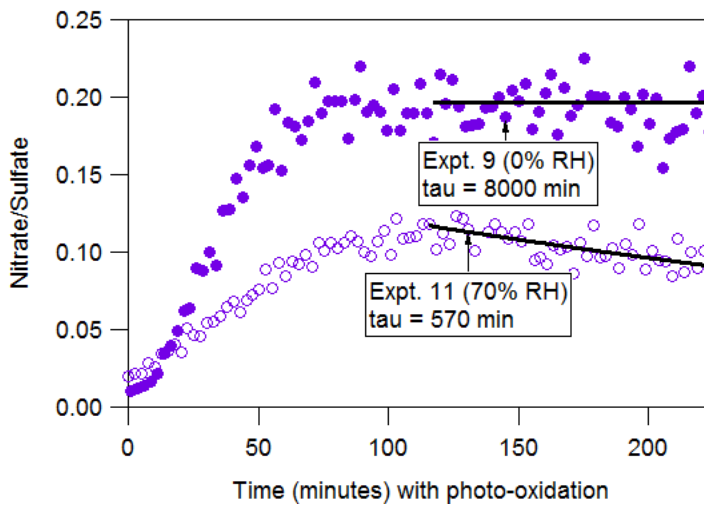 0.25
0.20
0.15
0.10
0.05
0.00
Nitrate/Sulfate
Expt. 9 (0% RH)
tau = 8000 min
Expt. 11 (70% RH)
tau = 570 min
0 50 100 150 200
Time (minutes) with photo-oxidation